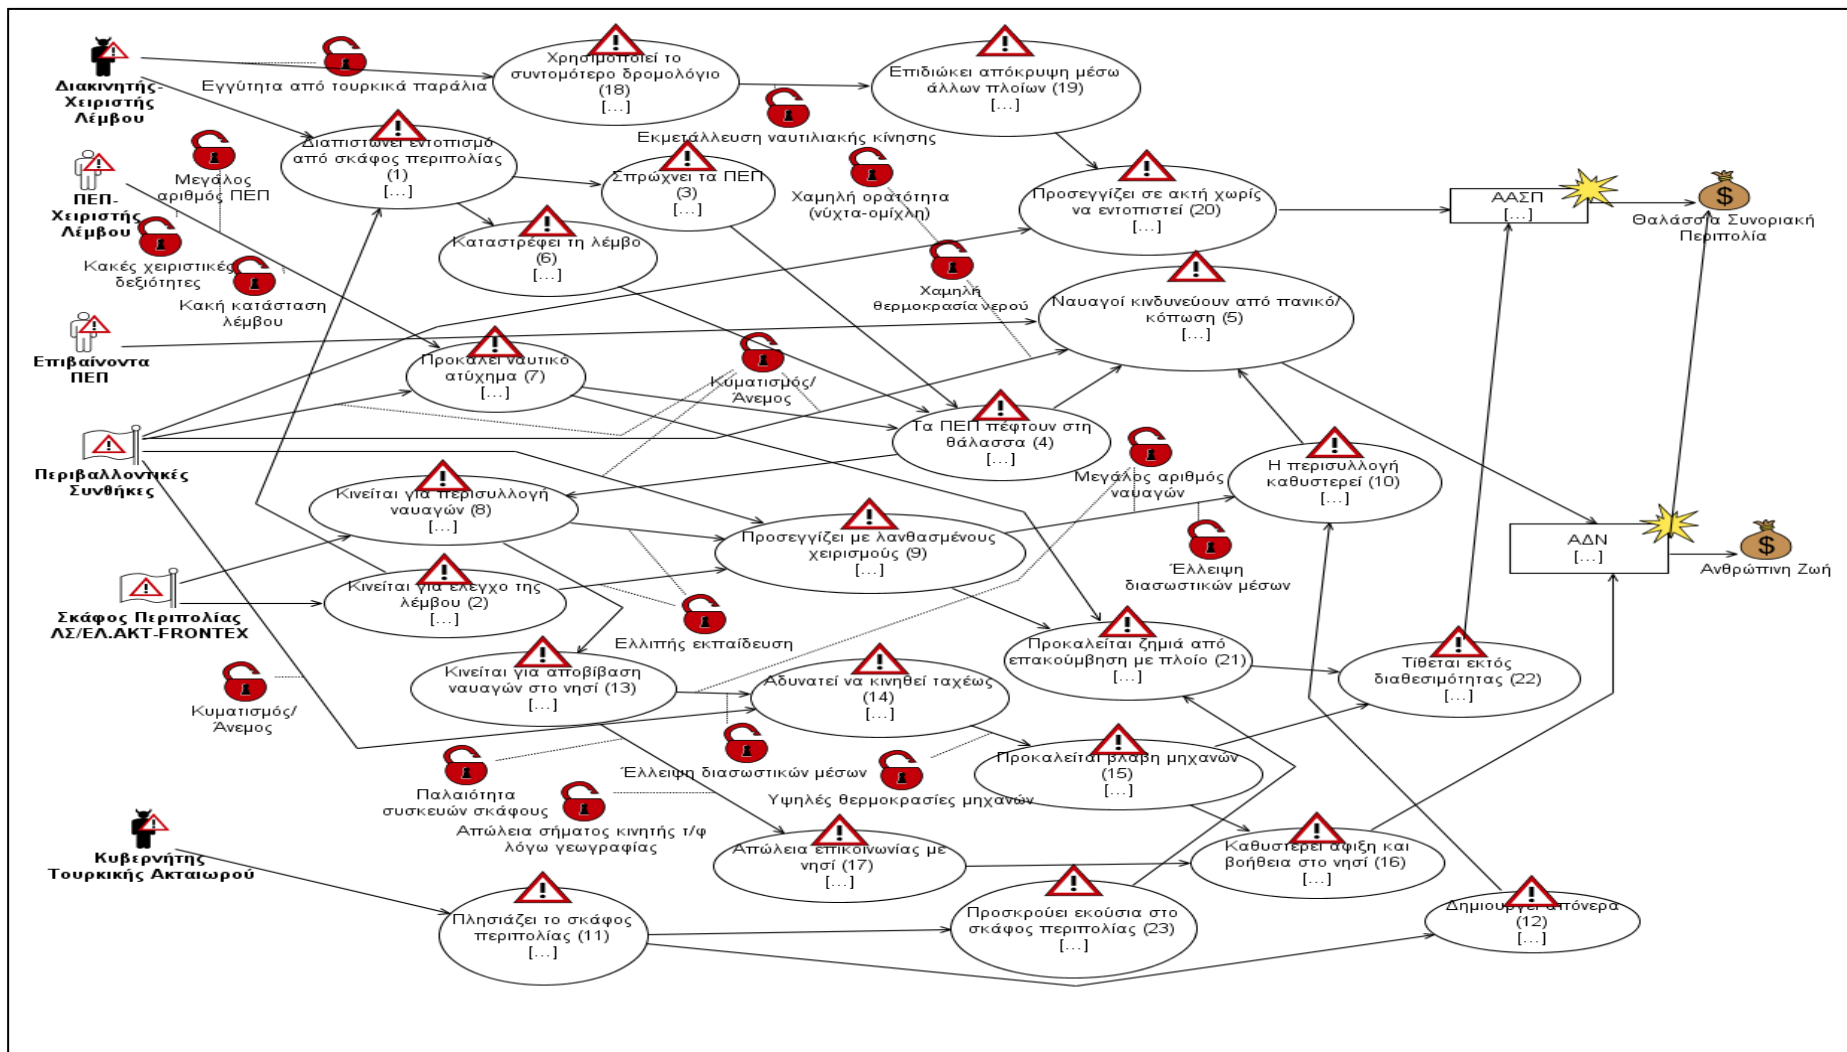 Διακινητής-
Χειριστής
Λέμβου
Εγγύτητα από τουρκικά παράλια
Χρησιμοποιεί το
συντομότερο δρομολόγιο
(18)
[...]
Επιδιώκει απόκρυψη μέσω
άλλων πλοίων (19)
[...]
Εκμετάλλευση ναυτιλιακής κίνησης
Διαπιστώνει εντοπισμό
από σκάφος περιπολίας
(1)
[...]
ΠΕΠ-
Χειριστής
Λέμβου
Μεγάλος
αριθμός ΠΕΠ
Σπρώχνει τα ΠΕΠ
(3)
[...]
Χαμηλή ορατότητα
(νύχτα-ομίχλη)
Προσεγγίζει σε ακτή χωρίς
να εντοπιστεί (20)
[...]
ΑΑΣΠ
[...]
Θαλάσσια Συνοριακή
Περιπολία
Κακές χειριστικές
δεξιότητες
Κακή κατάσταση
λέμβου
Καταστρέφει τη λέμβο
(6)
[...]
Χαμηλή
θερμοκρασία νερού
Ναυαγοί κινδυνεύουν από πανικό/
κόπωση (5)
[...]
Επιβαίνοντα
ΠΕΠ
Προκαλεί ναυτικό
ατύχημα (7)
[...]
Κυματισμός/
Άνεμος
Τα ΠΕΠ πέφτουν στη
θάλασσα (4)
[...]
Περιβαλλοντικές
Συνθήκες
Μεγάλος αριθμός
ναυαγών
Η περισυλλογή
καθυστερεί (10)
[...]
Κινείται για περισυλλογή
ναυαγών (8)
[...]
Προσεγγίζει με λανθασμένους
χειρισμούς (9)
[...]
Έλλειψη
διασωστικών μέσων
ΑΔΝ
[...]
Ανθρώπινη Ζωή
Σκάφος Περιπολίας
ΛΣ/ΕΛ.ΑΚΤ-FRONTEX
Κινείται για έλεγχο της
λέμβου (2)
[...]
Ελλιπής εκπαίδευση
Προκαλείται ζημιά από
επακούμβηση με πλοίο (21)
[...]
Τίθεται εκτός
διαθεσιμότητας (22)
[...]
Κυματισμός/
Άνεμος
Κινείται για αποβίβαση
ναυαγών στο νησί (13)
[...]
Αδυνατεί να κινηθεί ταχέως
(14)
[...]
Παλαιότητα
συσκευών σκάφους
Έλλειψη διασωστικών μέσων
Υψηλές θερμοκρασίες μηχανών
Προκαλείται βλάβη μηχανών
(15)
[...]
Απώλεια σήματος κινητής τ/φ
λόγω γεωγραφίας
Απώλεια επικοινωνίας με
νησί (17)
[...]
Καθυστερεί άφιξη και
βοήθεια στο νησί (16)
[...]
Κυβερνήτης
Τουρκικής Ακταιωρού
Πλησιάζει το σκάφος
περιπολίας (11)
[...]
Προσκρούει εκούσια στο
σκάφος περιπολίας (23)
[...]
Δημιουργεί απόνερα
(12)
[...]